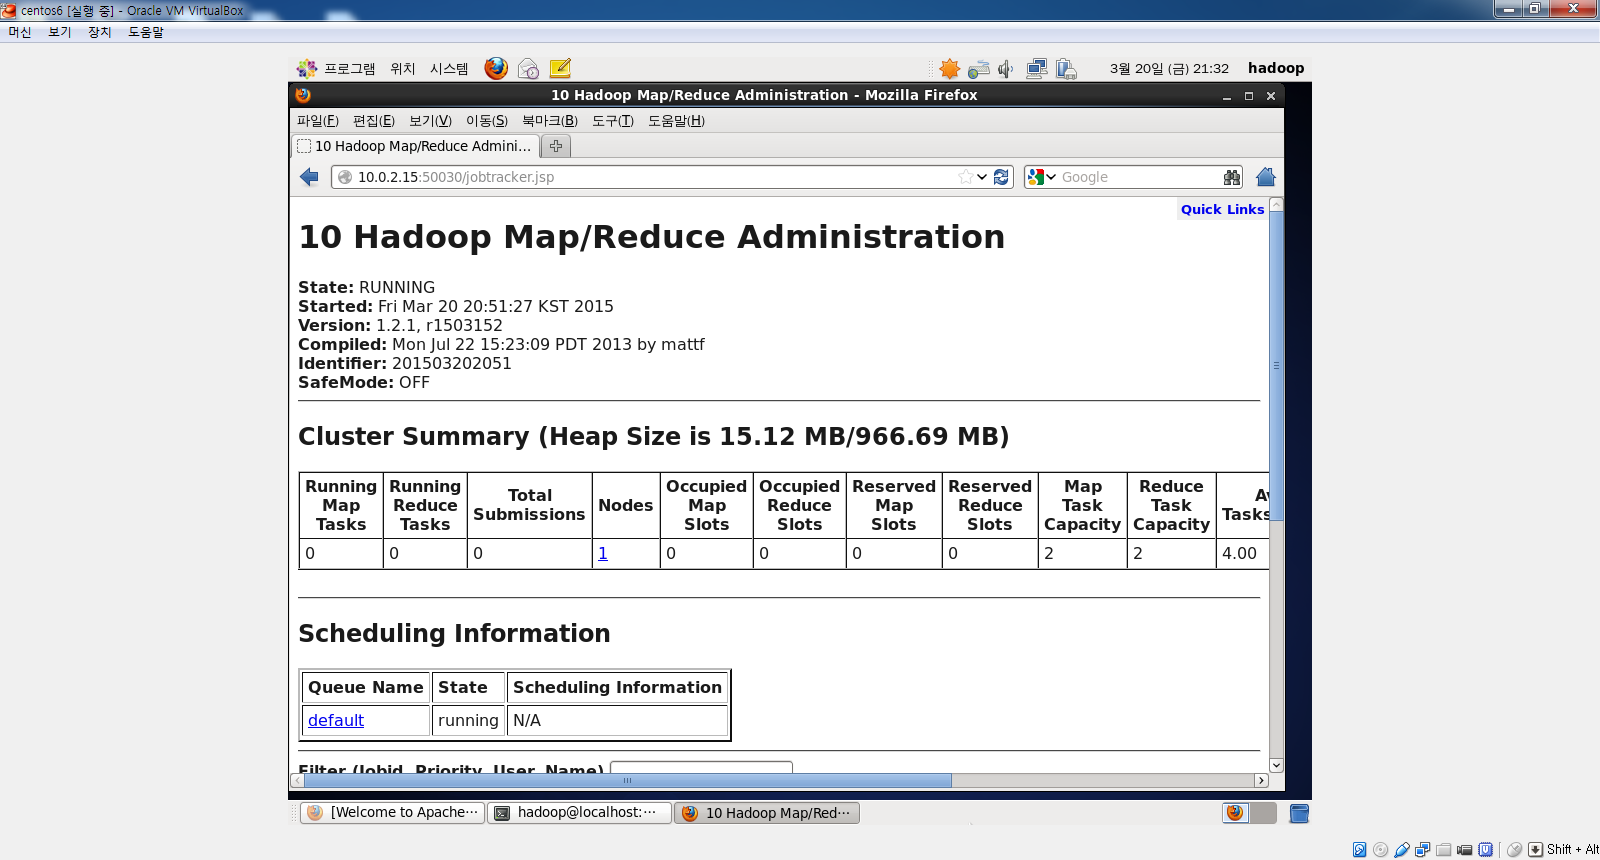 centos6 [실행 중] - Oracle VM VirtualBox
머신 보기 장치 도움말
프로그램 위치 시스템 3월 20일 (금) 21:32 hadoop
10 Hadoop Map/Reduce Administration - Mozilla Firefox
파일(F) 편집(E) 보기(V) 이동(S) 북마크(B) 도구(T) 도움말(H)
10 Hadoop Map/Reduce Admini...
10.0.2.15:50030/jobtracker.jsp Google
Quick Links
10 Hadoop Map/Reduce Administration
State: RUNNING
Started: Fri Mar 20 20:51:27 KST 2015
Version: 1.2.1, r1503152
Compiled: Mon Jul 22 15:23:09 PDT 2013 by mattf
Identifier: 201503202051
SafeMode: OFF
Cluster Summary (Heap Size is 15.12 MB/966.69 MB)
Running Map Tasks Running Reduce Tasks Total Submissions Nodes Occupied Map Slots Occupied Reduce Slots Reserved Map Slots Reserved Reduce Slots Map Task Capacity Reduce Task Capacity Tasks
0 0 0 1 0 0 0 0 2 2 4.00
Scheduling Information
Queue Name State Scheduling Information
default running N/A
Filter (Jobid, Priority, User, Name)
[Welcome to Apache... hadoop@localhost:... 10 Hadoop Map/Red...
Shift + Alt